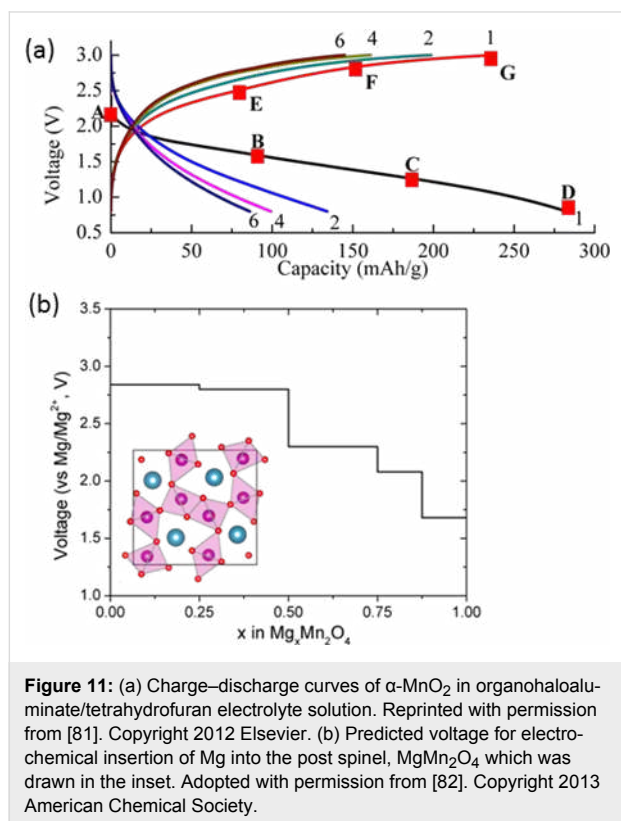 (a)
3.0
2.5
2.0
1.5
1.0
0.5
Voltage (V)
A
B
C
D
E
F
G
6 4 2 1
6 4 2 1
0 50 100 150 200 250 300
Capacity (mAh/g)
(b)
3.5
3.0
2.5
2.0
1.5
1.0
Voltage (vs Mg/Mg²⁺, V)
0.00 0.25 0.50 0.75 1.00
x in MgₓMn₂O₄
Figure 11: (a) Charge–discharge curves of α-MnO₂ in organohaloalu-
minate/tetrahydrofuran electrolyte solution. Reprinted with permission
from [81]. Copyright 2012 Elsevier. (b) Predicted voltage for electro-
chemical insertion of Mg into the post spinel, MgMn₂O₄ which was
drawn in the inset. Adopted with permission from [82]. Copyright 2013
American Chemical Society.